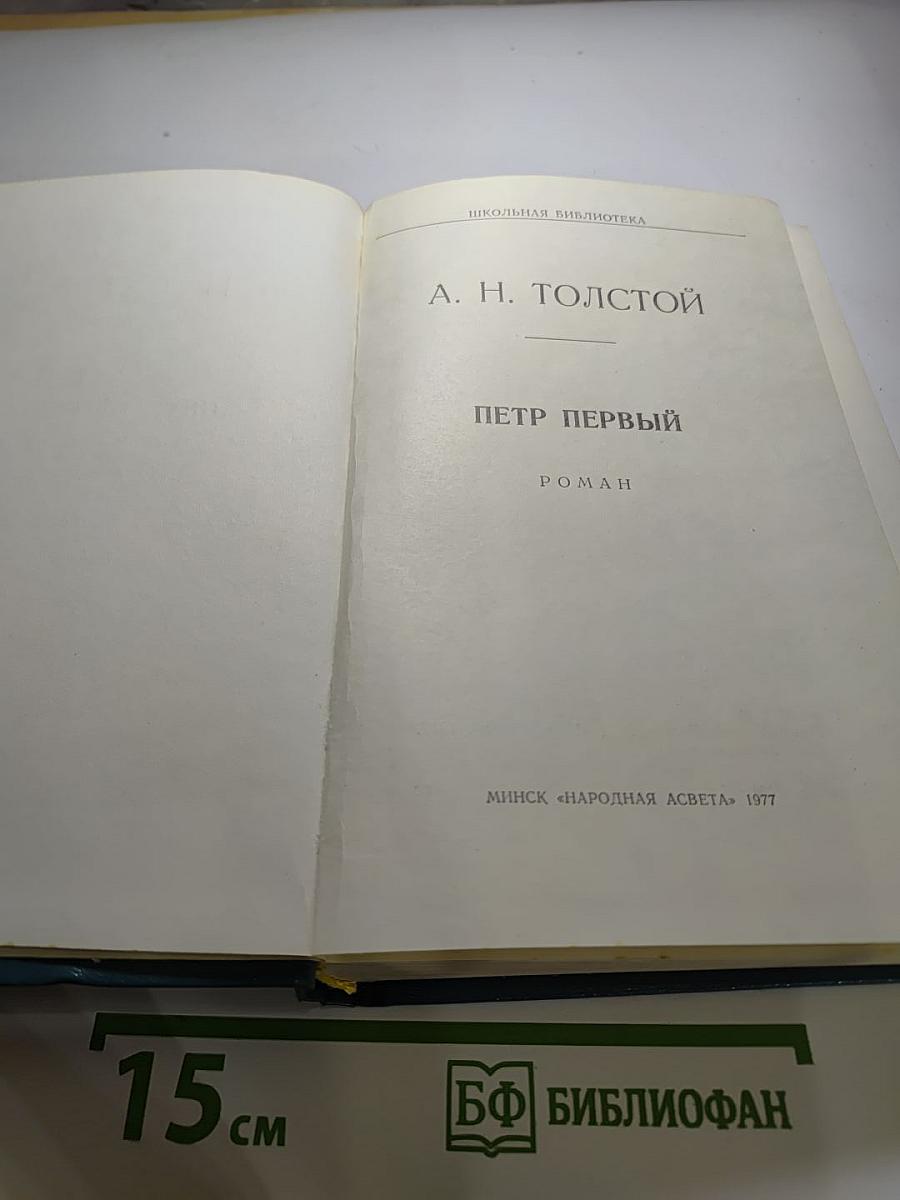 ШКОЛЬНАЯ БИБЛИОТЕКА
А. Н. ТОЛСТОЙ
ПЕТР ПЕРВЫЙ
РОМАН
МИНСК «НАРОДНАЯ АСВЕТА» 1977
15 см
БФ БИБЛИОФАН